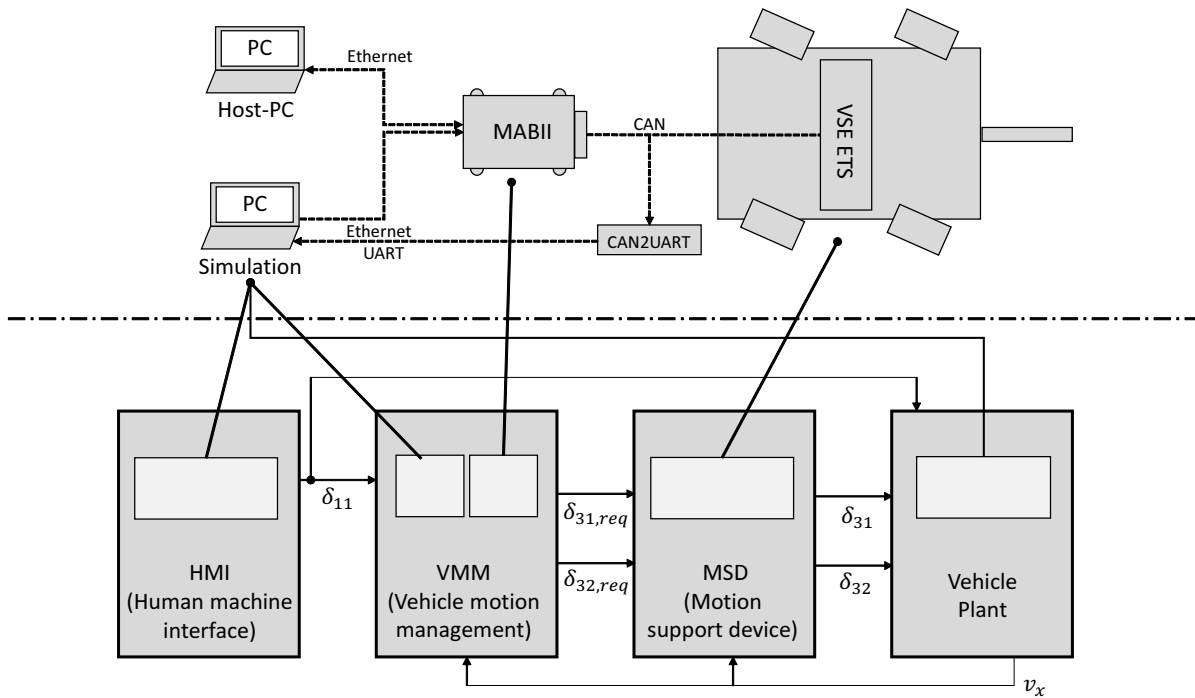 PC
Host-PC
Ethernet
MABII
CAN
VSE ETS
PC
Simulation
Ethernet
UART
CAN2UART
HMI
(Human machine
interface)
δ₁₁
VMM
(Vehicle motion
management)
δ₃₁,req
δ₃₂,req
MSD
(Motion
support device)
δ₃₁
δ₃₂
Vehicle
Plant
vₓ